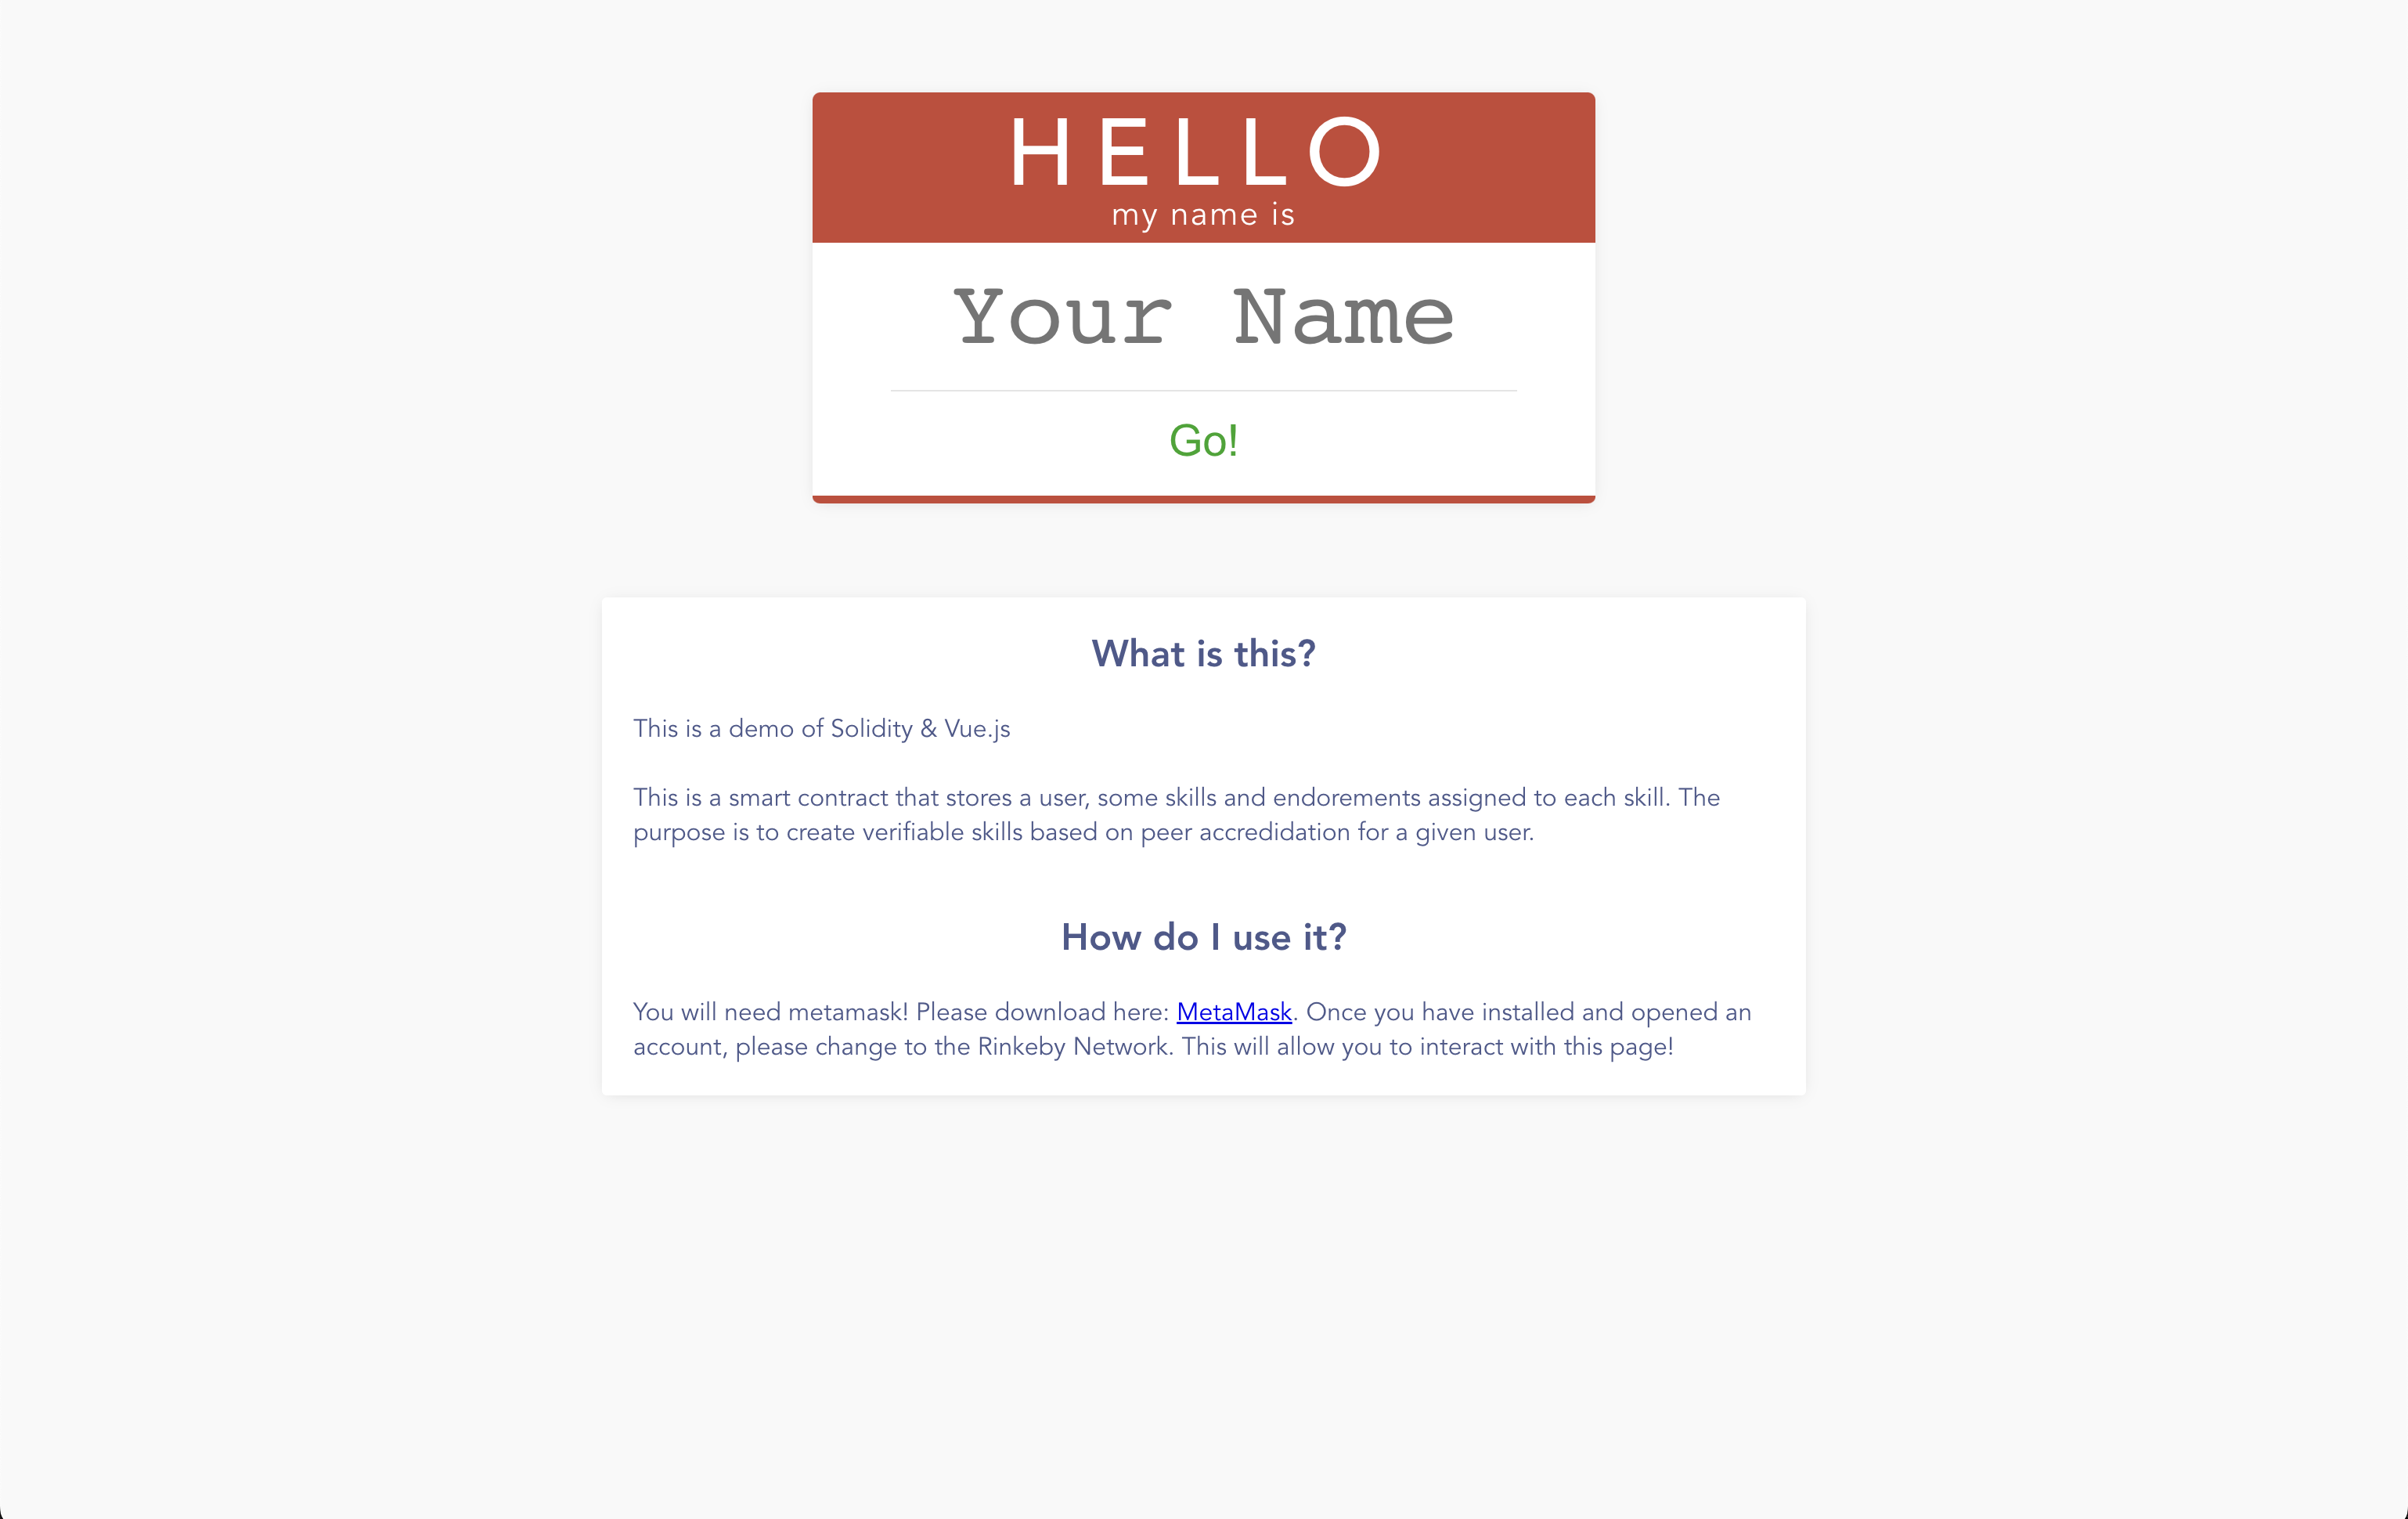 HELLO
my name is
Your Name
Go!
What is this?
This is a demo of Solidity & Vue.js
This is a smart contract that stores a user, some skills and endorements assigned to each skill. The
purpose is to create verifiable skills based on peer accredidation for a given user.
How do I use it?
You will need metamask! Please download here: MetaMask. Once you have installed and opened an
account, please change to the Rinkeby Network. This will allow you to interact with this page!